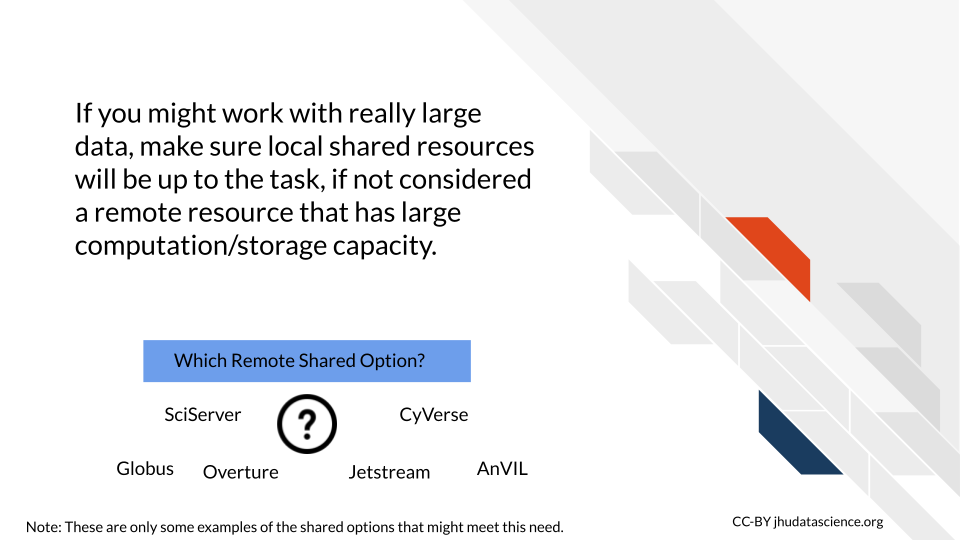 If you might work with really large
data, make sure local shared resources
will be up to the task, if not considered
a remote resource that has large
computation/storage capacity.
Which Remote Shared Option?
SciServer
?
CyVerse
Globus
Overture
Jetstream
AnVIL
Note: These are only some examples of the shared options that might meet this need.
CC-BY jhudatascience.org